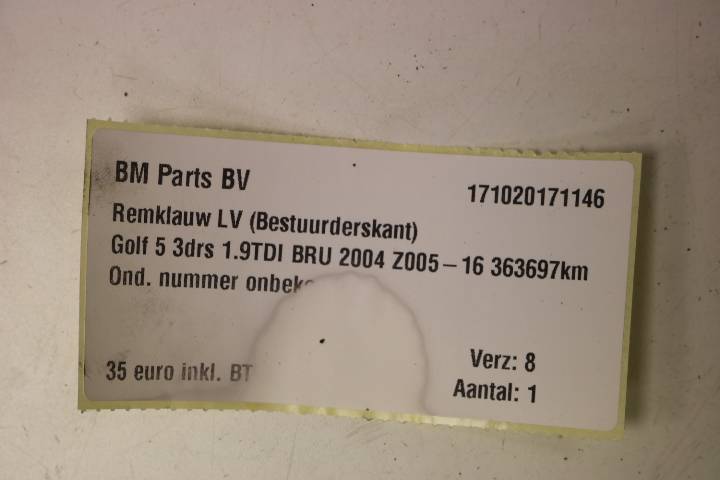 BM Parts BV
171020171146
Remklauw LV (Bestuurderskant)
Golf 5 3drs 1.9TDI BRU 2004 Z005-16 363697km
Ond. nummer
35 euro inkl.
Verz: 8
Aantal: 1